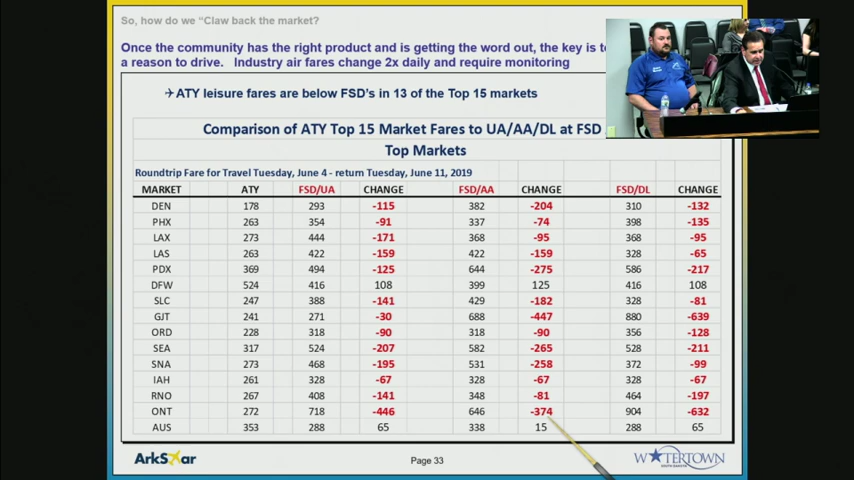 So, how do we "Claw back the market?
Once the community has the right product and is getting the word out, the key is to
a reason to drive. Industry air fares change 2x daily and require monitoring
ATY leisure fares are below FSD's in 13 of the Top 15 markets
Comparison of ATY Top 15 Market Fares to UA/AA/DL at FSD
Top Markets
Roundtrip Fare for Travel Tuesday, June 4 - return Tuesday, June 11, 2019
MARKET ATY FSD/UA CHANGE FSD/AA CHANGE FSD/DL CHANGE
DEN 178 293 -115 382 -204 310 -132
PHX 263 354 -91 337 -74 398 -135
LAX 273 444 -171 368 -95 368 -95
LAS 263 422 -159 422 -159 328 -65
PDX 369 494 -125 644 -275 586 -217
DFW 524 416 108 399 125 416 108
SLC 247 388 -141 429 -182 328 -81
GJT 241 271 -30 688 -447 880 -639
ORD 228 318 -90 318 -90 356 -128
SEA 317 524 -207 582 -265 528 -211
SNA 273 468 -195 531 -258 372 -99
IAH 261 328 -67 328 -67 328 -67
RNO 267 408 -141 348 -81 464 -197
ONT 272 718 -446 646 -374 904 -632
AUS 353 288 65 338 15 288 65
ArkStar Page 33 WATERTOWN
SOUTH DAKOTA